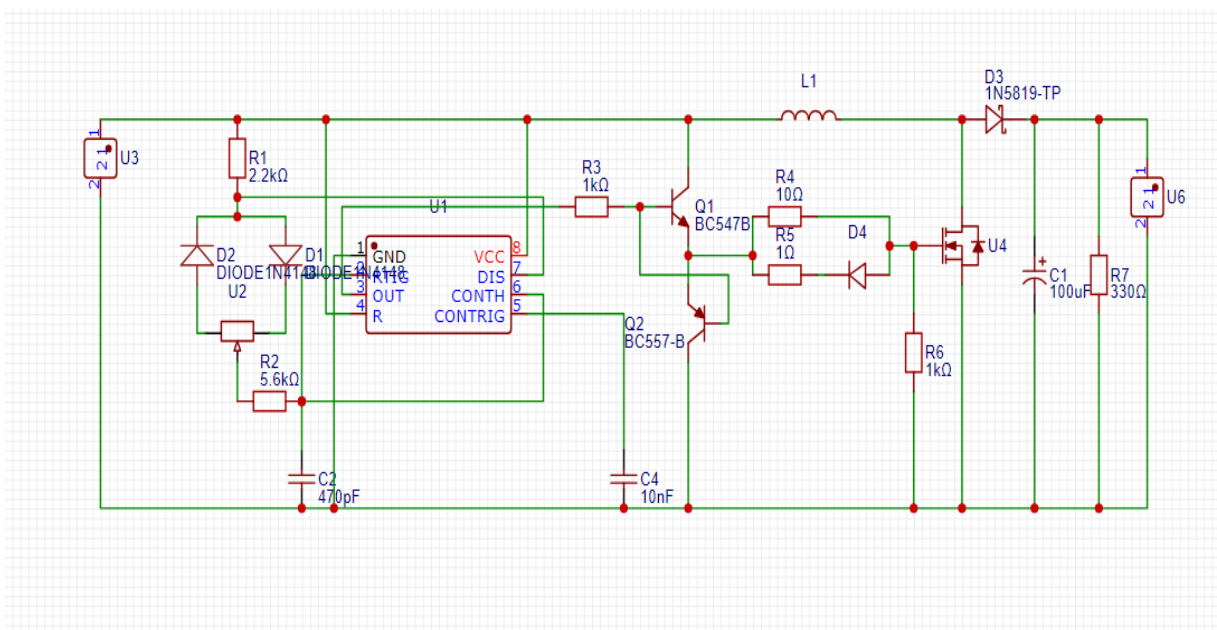 L1
D3
1N5819-TP
1
2 1
2
U3
R1
2.2kΩ
R3
1kΩ
R4
10Ω
1
2 1
2
U6
U1
Q1
BC547B
R5
1Ω
D4
U4
D2
D1
DIODE1N4148
DIODE1N4148
U2
1
GND
VCC
8
2
RTIG
DIS
7
3
OUT
CONTH
6
4
R
CONTRIG
5
C1
100uF
R7
330Ω
Q2
BC557-B
R2
5.6kΩ
R6
1kΩ
C2
470pF
C4
10nF